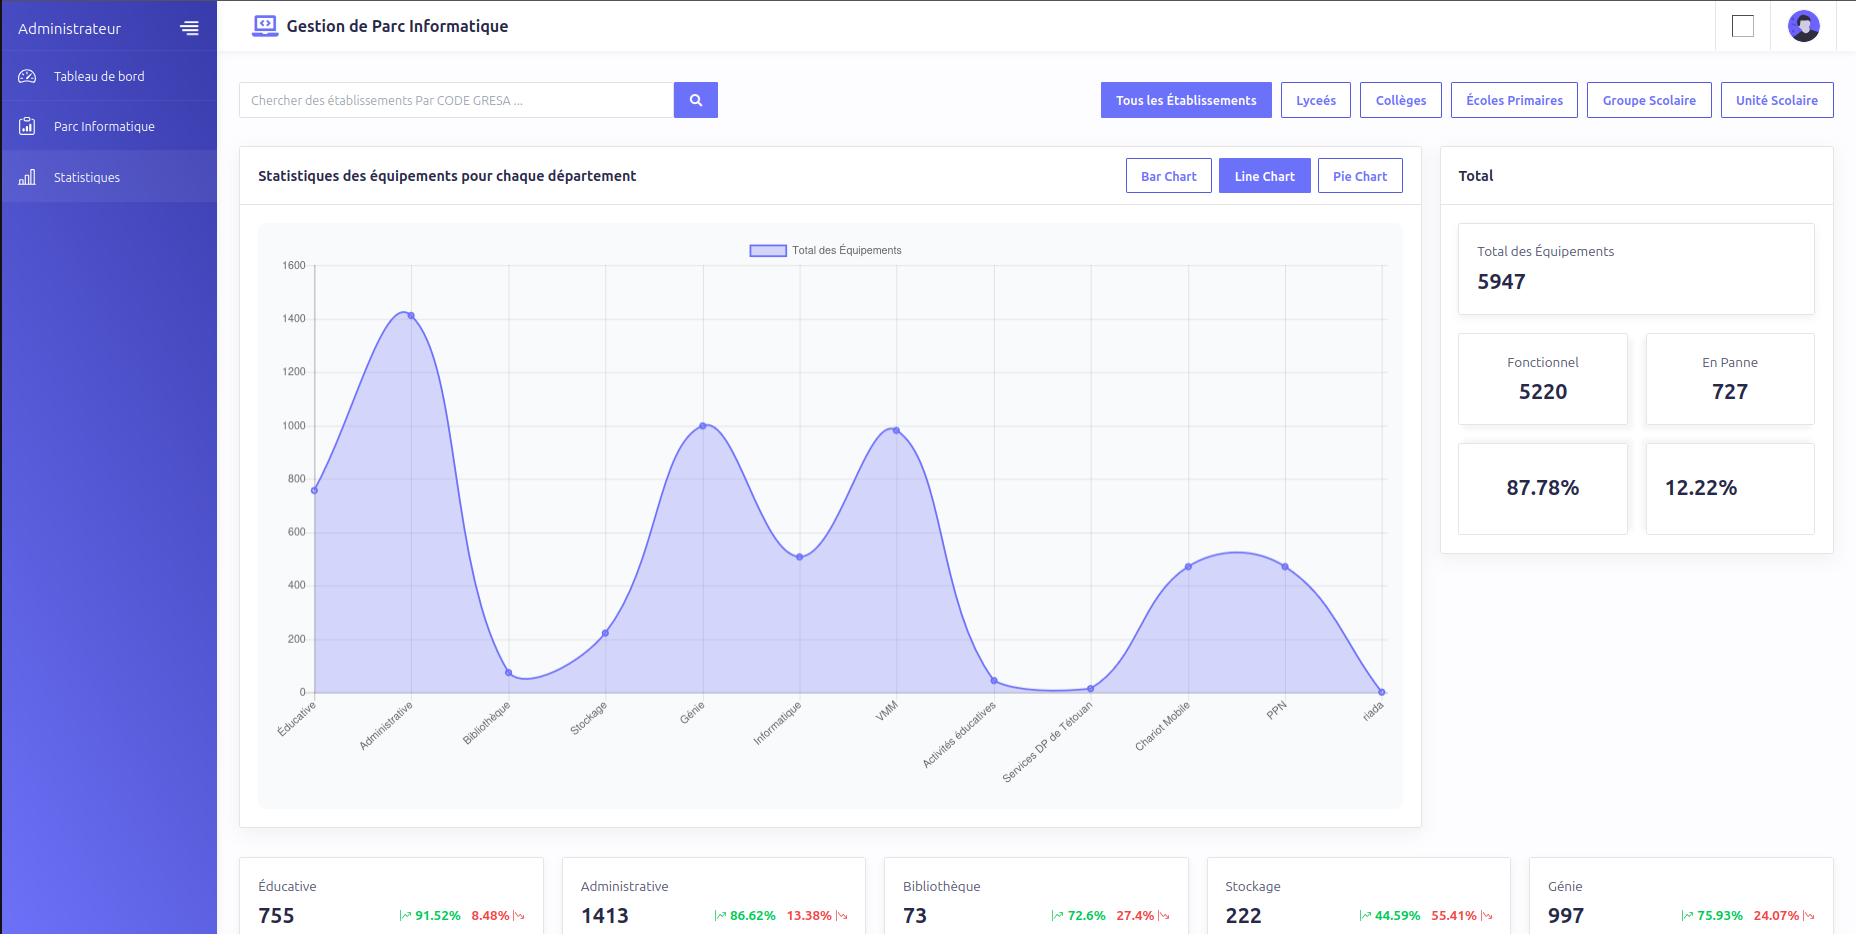 Administrateur
Tableau de bord
Parc Informatique
Statistiques
Gestion de Parc Informatique
Chercher des établissements Par CODE GRESA ...
Tous les Établissements
Lyceés
Collèges
Écoles Primaires
Groupe Scolaire
Unité Scolaire
Statistiques des équipements pour chaque département
Bar Chart
Line Chart
Pie Chart
Total des Équipements
1600
1400
1200
1000
800
600
400
200
0
Éducative
Administrative
Bibliothèque
Stockage
Génie
Informatique
VMM
Activités éducatives
Services DP de Tétouan
Chariot Mobile
PPN
riada
Total
Total des Équipements
5947
Fonctionnel
5220
En Panne
727
87.78%
12.22%
Éducative
755 91.52% 8.48%
Administrative
1413 86.62% 13.38%
Bibliothèque
73 72.6% 27.4%
Stockage
222 44.59% 55.41%
Génie
997 75.93% 24.07%